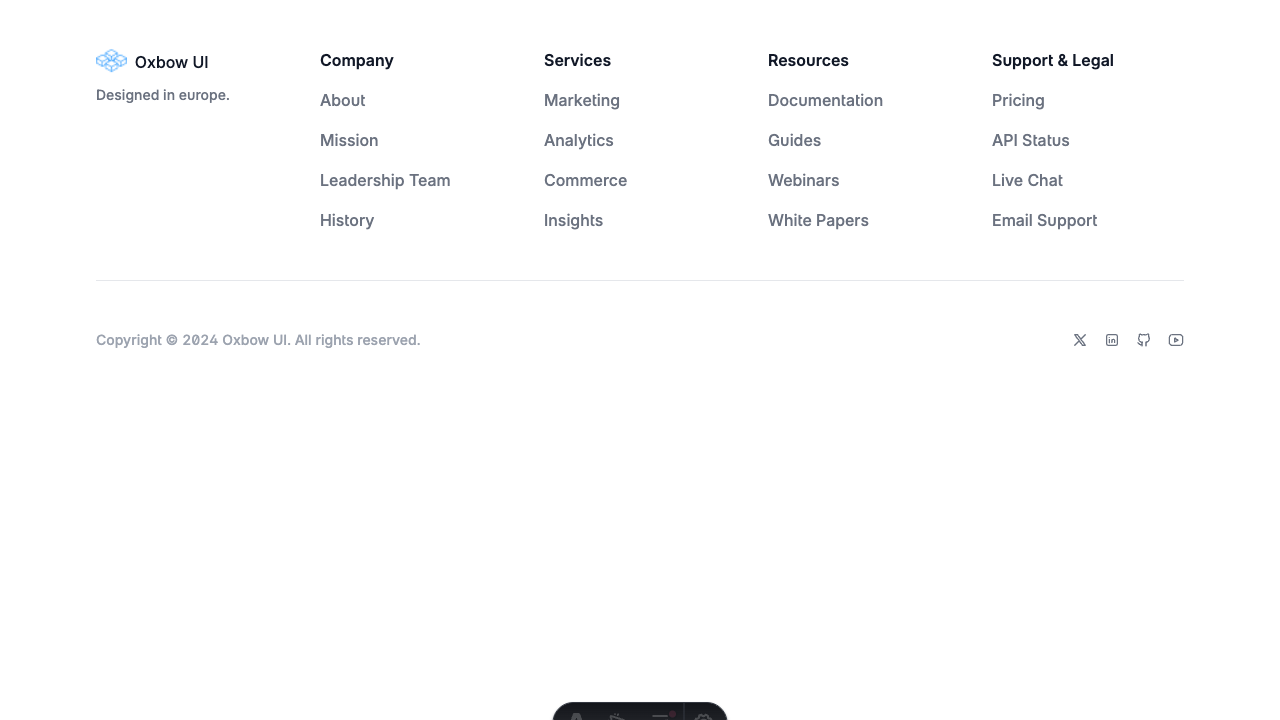 Oxbow UI
Designed in europe.
Company
About
Mission
Leadership Team
History
Services
Marketing
Analytics
Commerce
Insights
Resources
Documentation
Guides
Webinars
White Papers
Support & Legal
Pricing
API Status
Live Chat
Email Support
Copyright © 2024 Oxbow UI. All rights reserved.